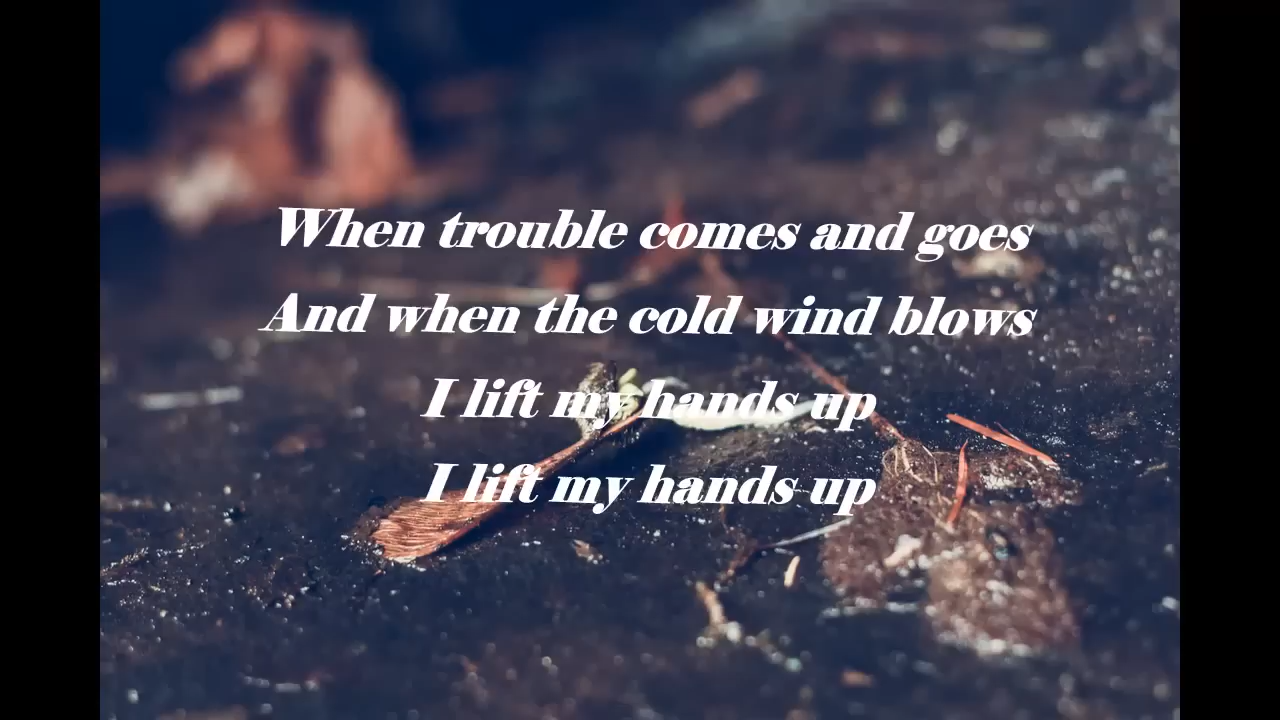 When trouble comes and goes
And when the cold wind blows
I lift my hands up
I lift my hands up